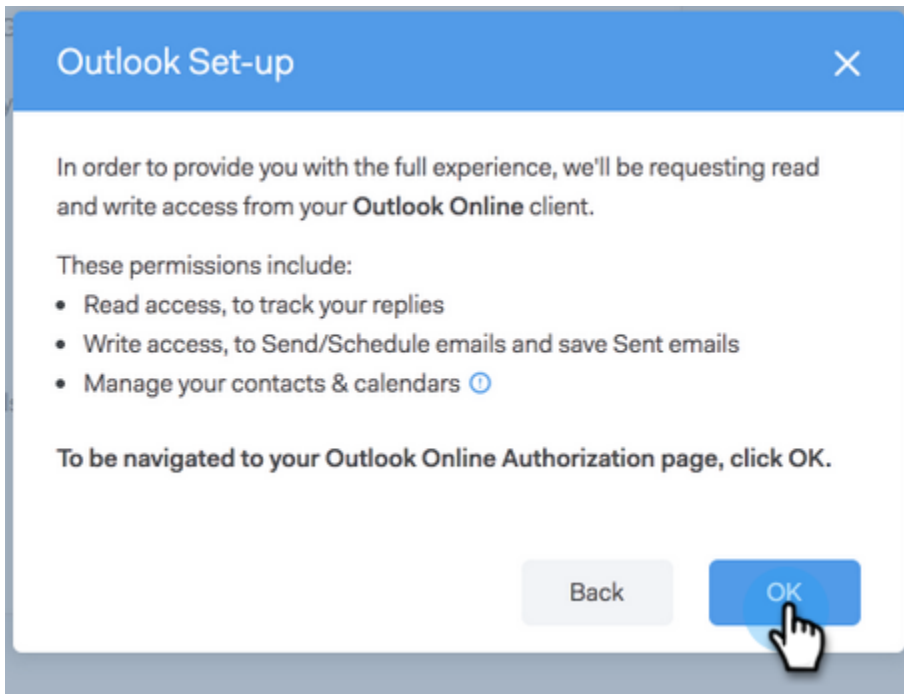 Outlook Set-up
In order to provide you with the full experience, we'll be requesting read
and write access from your Outlook Online client.
These permissions include:
• Read access, to track your replies
• Write access, to Send/Schedule emails and save Sent emails
• Manage your contacts & calendars
To be navigated to your Outlook Online Authorization page, click OK.
Back
OK